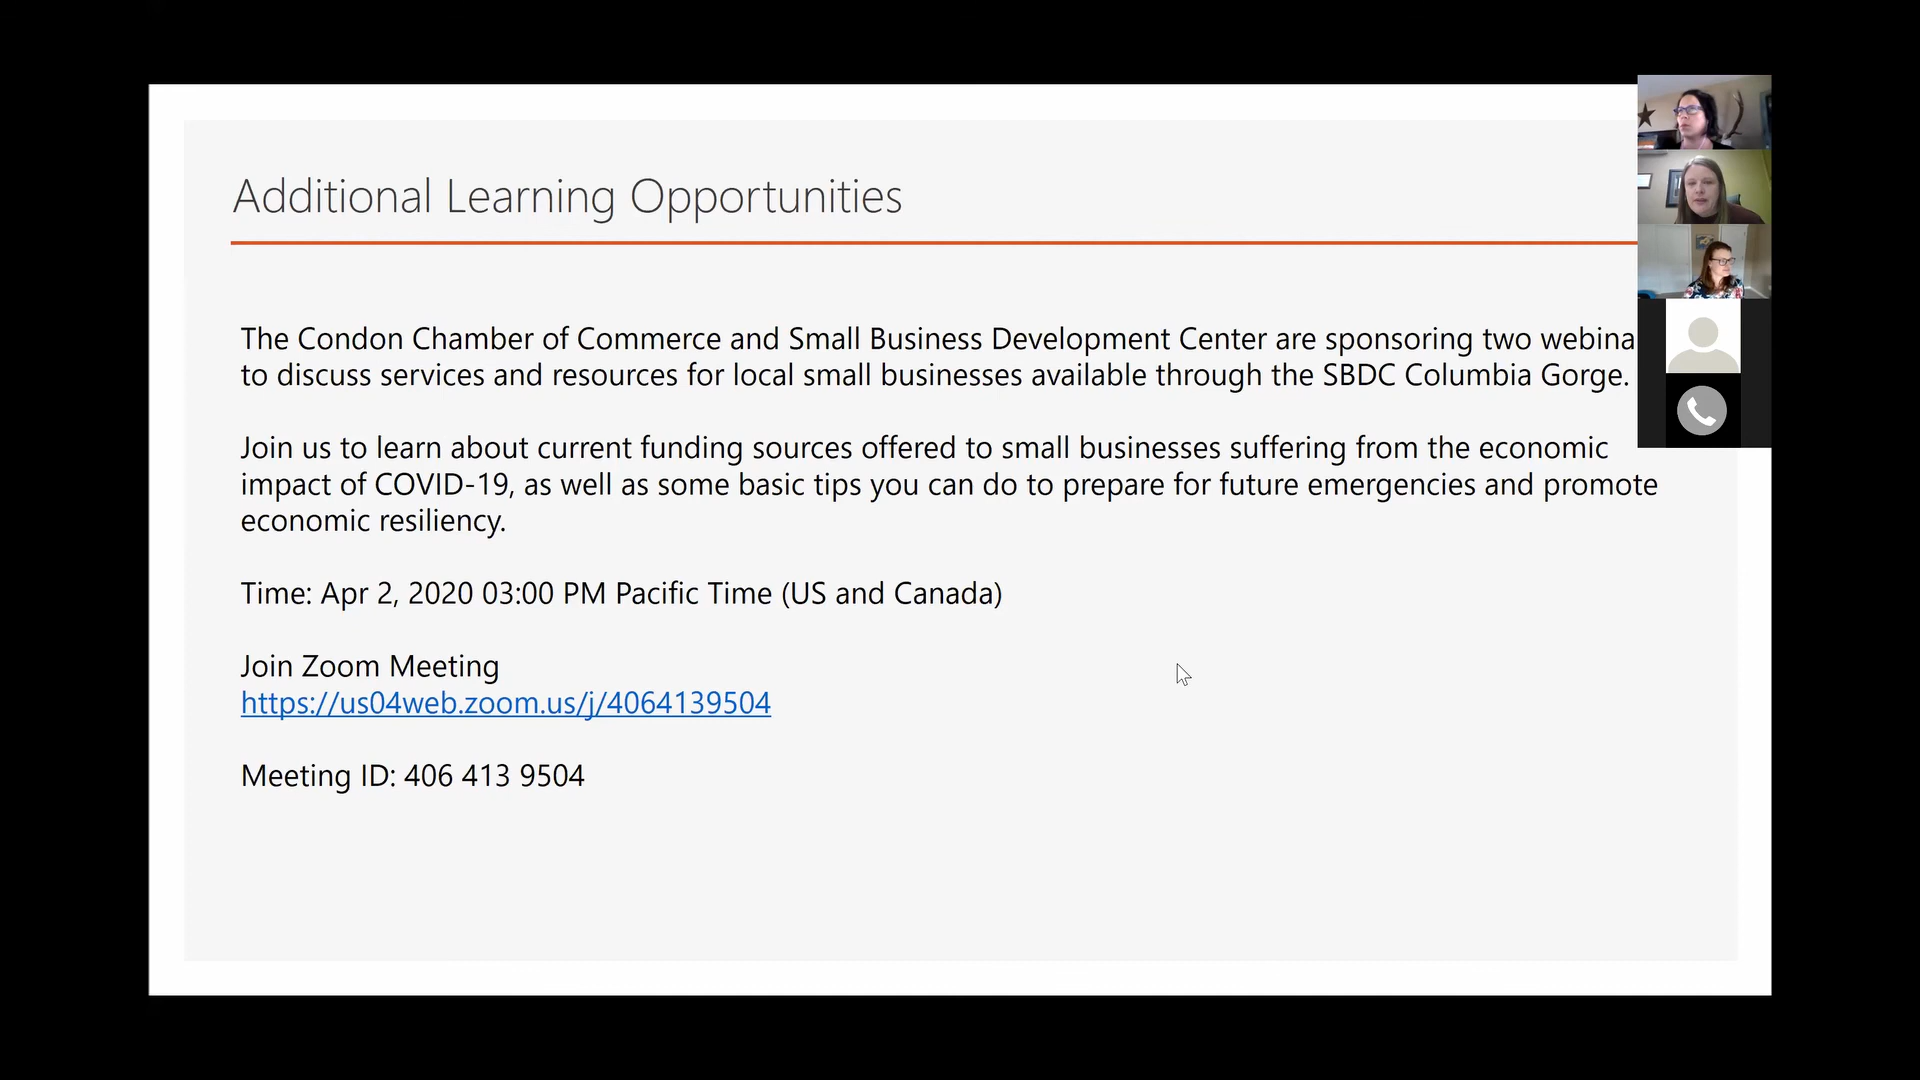 Additional Learning Opportunities
The Condon Chamber of Commerce and Small Business Development Center are sponsoring two webina
to discuss services and resources for local small businesses available through the SBDC Columbia Gorge.
Join us to learn about current funding sources offered to small businesses suffering from the economic
impact of COVID-19, as well as some basic tips you can do to prepare for future emergencies and promote
economic resiliency.
Time: Apr 2, 2020 03:00 PM Pacific Time (US and Canada)
Join Zoom Meeting
https://us04web.zoom.us/j/4064139504
Meeting ID: 406 413 9504